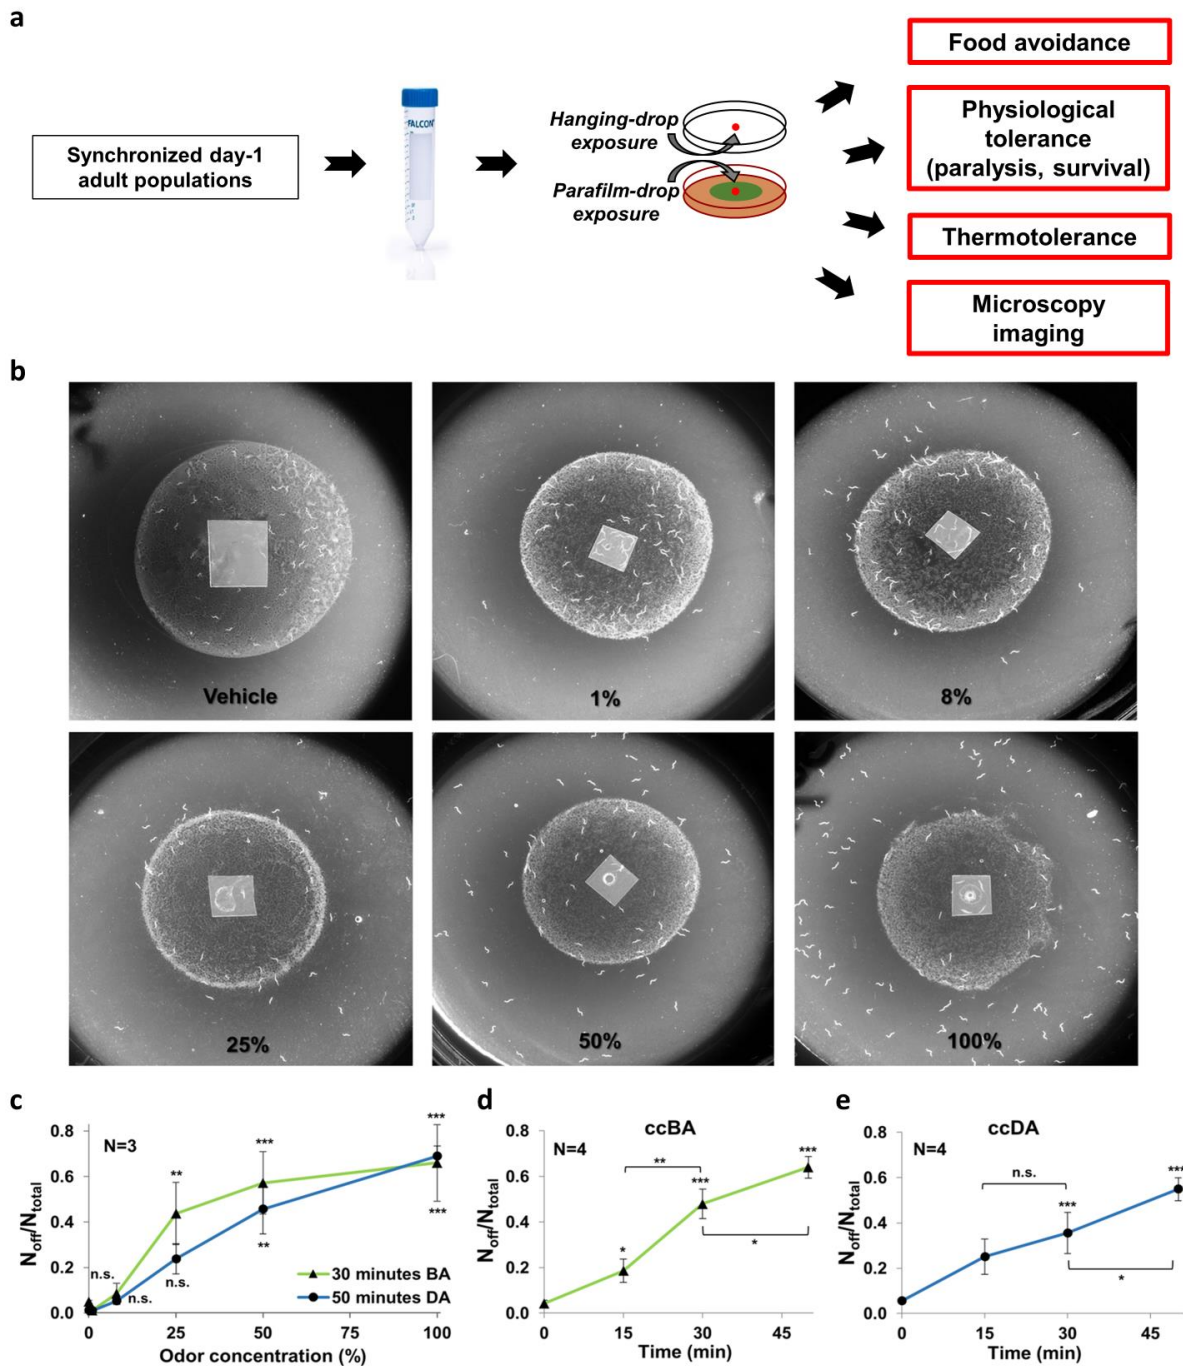 a
Synchronized day-1
adult populations
FALCON
Hanging-drop
exposure
Parafilm-drop
exposure
Food avoidance
Physiological
tolerance
(paralysis, survival)
Thermotolerance
Microscopy
imaging
b
Vehicle
1%
8%
25%
50%
100%
c
N=3
Noff/Ntotal
0.8
0.6
0.4
0.2
0.0
n.s.
n.s.
**
n.s.
***
**
***
***
30 minutes BA
50 minutes DA
0
25
50
75
100
Odor concentration (%)
d
ccBA
N=4
Noff/Ntotal
0.8
0.6
0.4
0.2
0.0
*
**
***
*
***
0
15
30
45
Time (min)
e
ccDA
N=4
Noff/Ntotal
0.8
0.6
0.4
0.2
0.0
n.s.
***
*
***
0
15
30
45
Time (min)